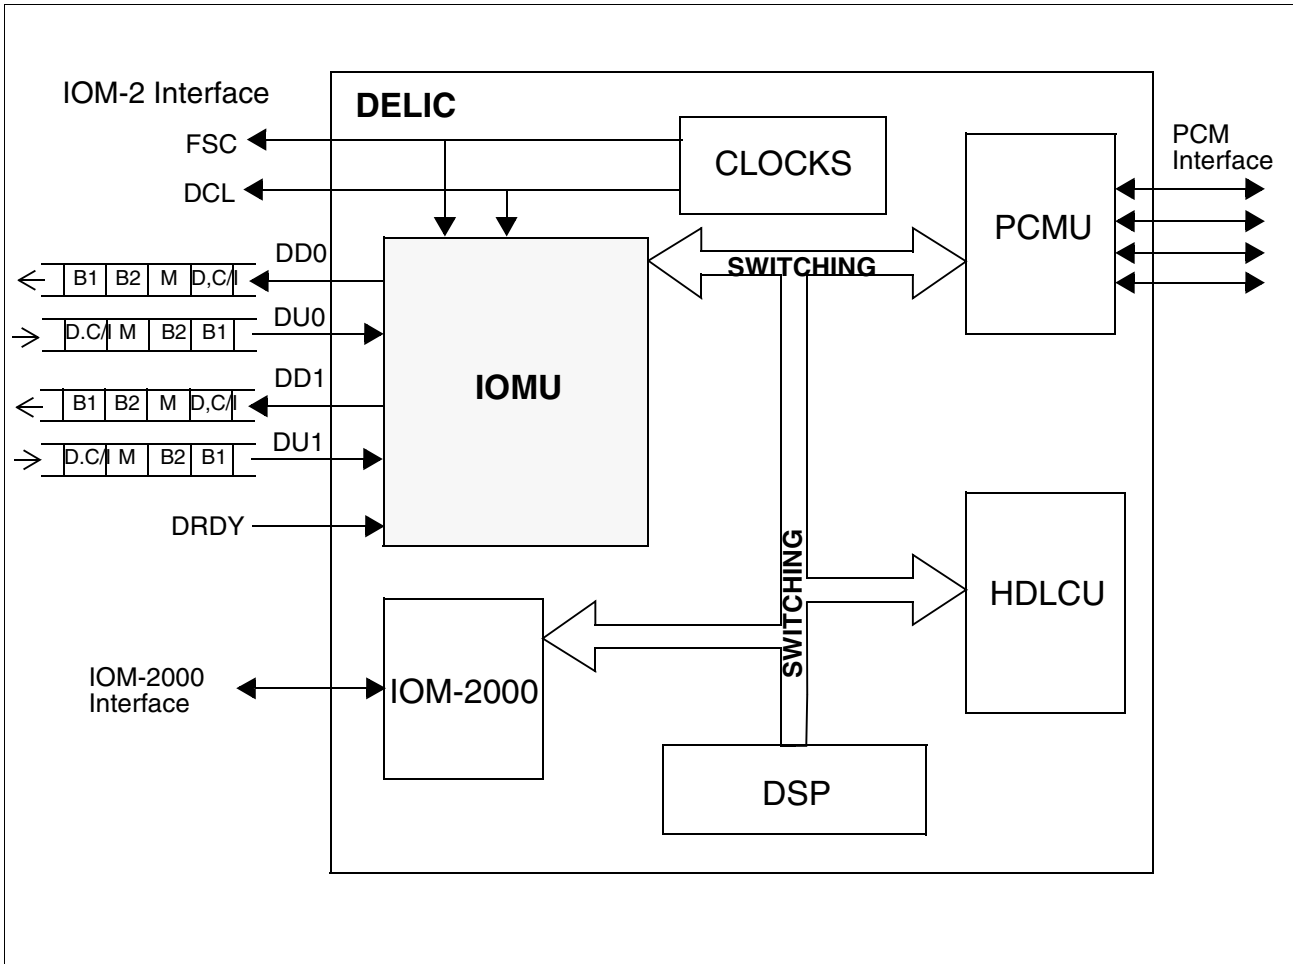 IOM-2 Interface
DELIC
FSC
CLOCKS
PCM
Interface
DCL
PCMU
DD0
SWITCHING
B1 B2 M D,C/I
DU0
D.C/I M B2 B1
DD1
IOMU
B1 B2 M D,C/I
DU1
D.C/I M B2 B1
DRDY
SWITCHING
HDLCU
IOM-2000
Interface
IOM-2000
DSP